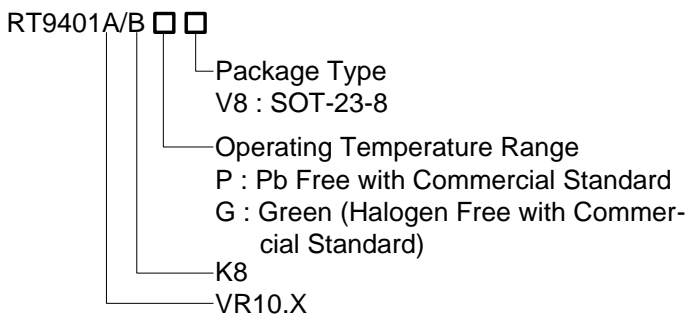 RT9401A/B □ □
Package Type
V8 : SOT-23-8
Operating Temperature Range
P : Pb Free with Commercial Standard
G : Green (Halogen Free with Commer-
cial Standard)
K8
VR10.X